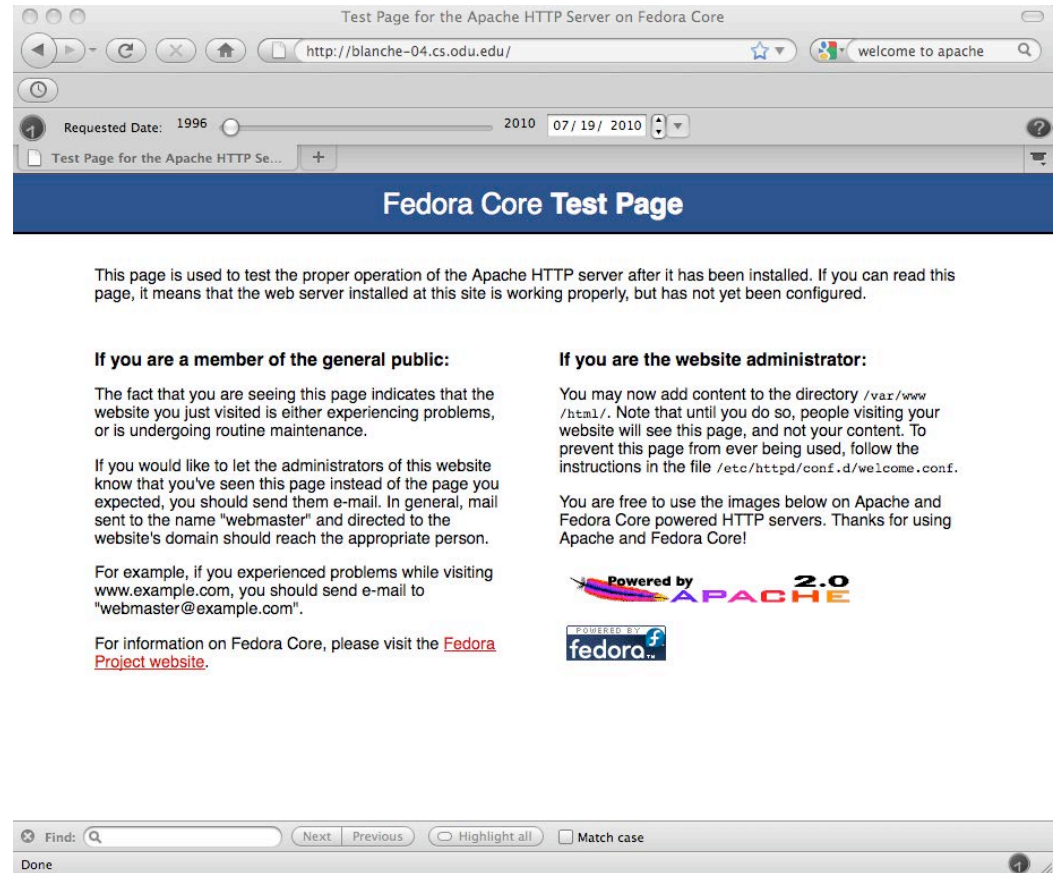 Test Page for the Apache HTTP Server on Fedora Core
http://blanche-04.cs.odu.edu/
welcome to apache
Requested Date: 1996 2010 07/19/ 2010
Test Page for the Apache HTTP Se...
Fedora Core Test Page
This page is used to test the proper operation of the Apache HTTP server after it has been installed. If you can read this
page, it means that the web server installed at this site is working properly, but has not yet been configured.
If you are a member of the general public:
The fact that you are seeing this page indicates that the
website you just visited is either experiencing problems,
or is undergoing routine maintenance.
If you would like to let the administrators of this website
know that you've seen this page instead of the page you
expected, you should send them e-mail. In general, mail
sent to the name "webmaster" and directed to the
website's domain should reach the appropriate person.
For example, if you experienced problems while visiting
www.example.com, you should send e-mail to
"webmaster@example.com".
For information on Fedora Core, please visit the Fedora
Project website.
If you are the website administrator:
You may now add content to the directory /var/www
/html/. Note that until you do so, people visiting your
website will see this page, and not your content. To
prevent this page from ever being used, follow the
instructions in the file /etc/httpd/conf.d/welcome.conf.
You are free to use the images below on Apache and
Fedora Core powered HTTP servers. Thanks for using
Apache and Fedora Core!
Powered by 2.0
APACHE
POWERED BY
fedora™
Find: Next Previous Highlight all Match case
Done